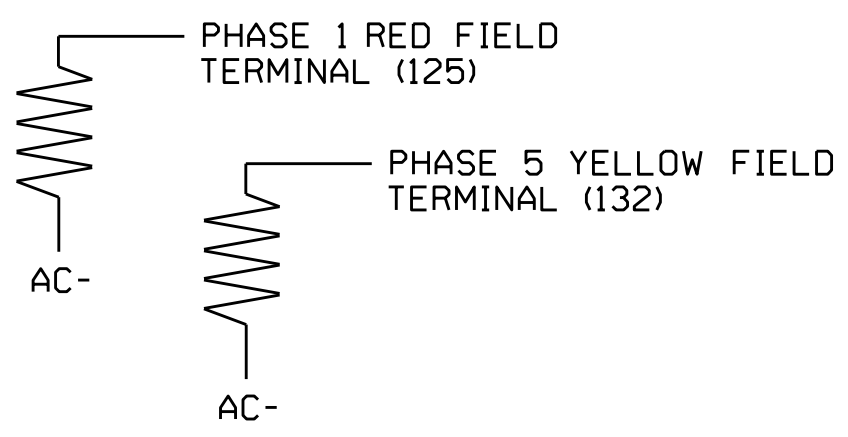 PHASE 1 RED FIELD
TERMINAL (125)
PHASE 5 YELLOW FIELD
TERMINAL (132)
AC-
AC-